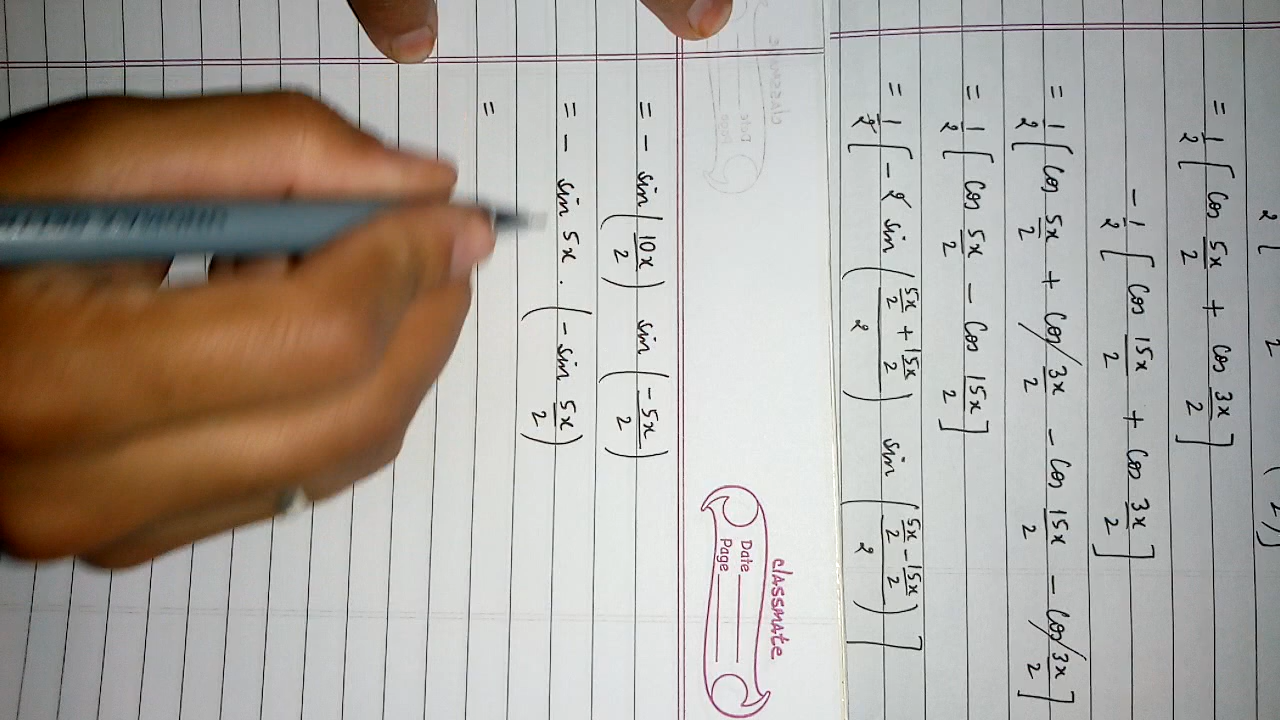 = 1/2 [ cos 5x/2 + cos 3x/2 ]
- 1/2 [ cos 15x/2 + cos 3x/2 ]
= 1/2 [ cos 5x/2 + cos 3x/2 - cos 15x/2 - cos 3x/2 ]
= 1/2 [ cos 5x/2 - cos 15x/2 ]
= 1/2 [ - 2 sin ( (5x/2 + 15x/2) / 2 ) sin ( (5x/2 - 15x/2) / 2 ) ]
classmate
Date
Page
= - sin ( 10x/2 ) sin ( -5x/2 )
= - sin 5x . ( - sin 5x/2 )
=